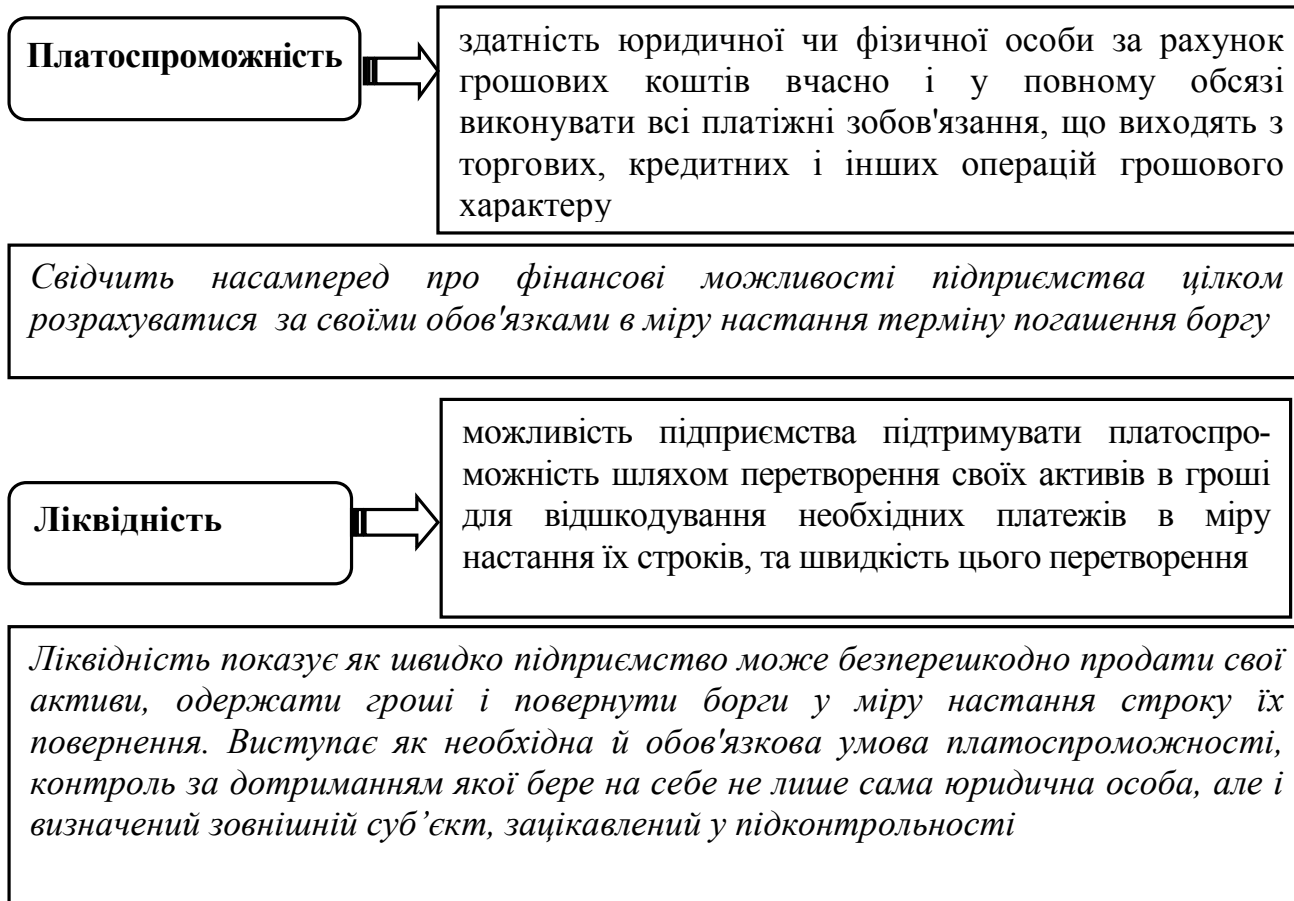 Платоспроможність
здатність юридичної чи фізичної особи за рахунок
грошових коштів вчасно і у повному обсязі
виконувати всі платіжні зобов'язання, що виходять з
торгових, кредитних і інших операцій грошового
характеру
Свідчить насамперед про фінансові можливості підприємства цілком
розрахуватися за своїми обов'язками в міру настання терміну погашення боргу
Ліквідність
можливість підприємства підтримувати платоспро-
можність шляхом перетворення своїх активів в гроші
для відшкодування необхідних платежів в міру
настання їх строків, та швидкість цього перетворення
Ліквідність показує як швидко підприємство може безперешкодно продати свої
активи, одержати гроші і повернути борги у міру настання строку їх
повернення. Виступає як необхідна й обов'язкова умова платоспроможності,
контроль за дотриманням якої бере на себе не лише сама юридична особа, але і
визначений зовнішній суб’єкт, зацікавлений у підконтрольності